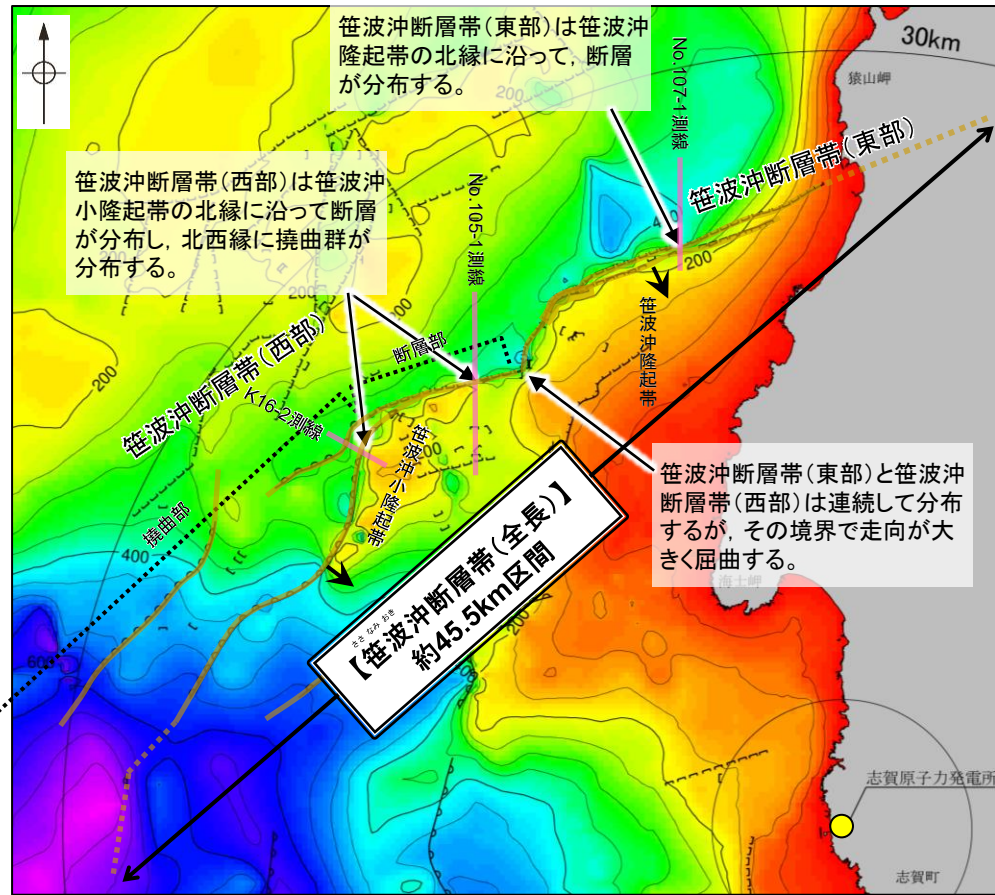 笹波沖断層帯(東部)は笹波沖
隆起帯の北縁に沿って,断層
が分布する。
30km
猿山岬
No.107-1測線
笹波沖断層帯(東部)
笹波沖断層帯(西部)は笹波沖
小隆起帯の北縁に沿って断層
が分布し,北西縁に撓曲群が
分布する。
No.105-1測線
400
200
200
200
200
200
笹波沖隆起帯
断層部
笹波沖断層帯(西部)
K16-2測線
笹波沖小隆起帯
200
撓曲部
笹波沖断層帯(東部)と笹波沖
断層帯(西部)は連続して分布
するが,その境界で走向が大
きく屈曲する。
海士岬
400
ささ なみ おき
【笹波沖断層帯(全長)】
約45.5km区間
200
600
志賀原子力発電所
志賀町